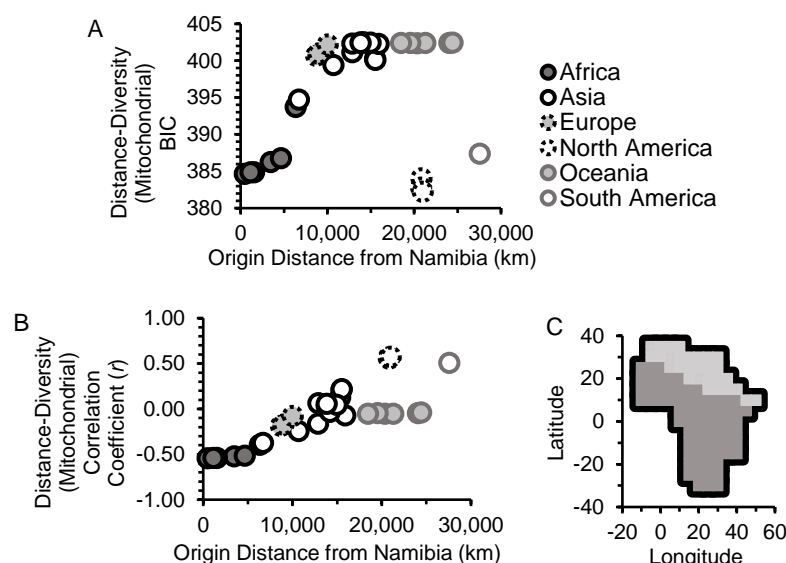 A
Distance-Diversity
(Mitochondrial)
BIC
405
400
395
390
385
380
0 10,000 20,000 30,000
Origin Distance from Namibia (km)
Africa
Asia
Europe
North America
Oceania
South America
B
Distance-Diversity
(Mitochondrial)
Correlation
Coefficient (r)
1.00
0.50
0.00
-0.50
-1.00
0 10,000 20,000 30,000
Origin Distance from Namibia (km)
C
Latitude
40
20
0
-20
-40
-20 0 20 40 60
Longitude